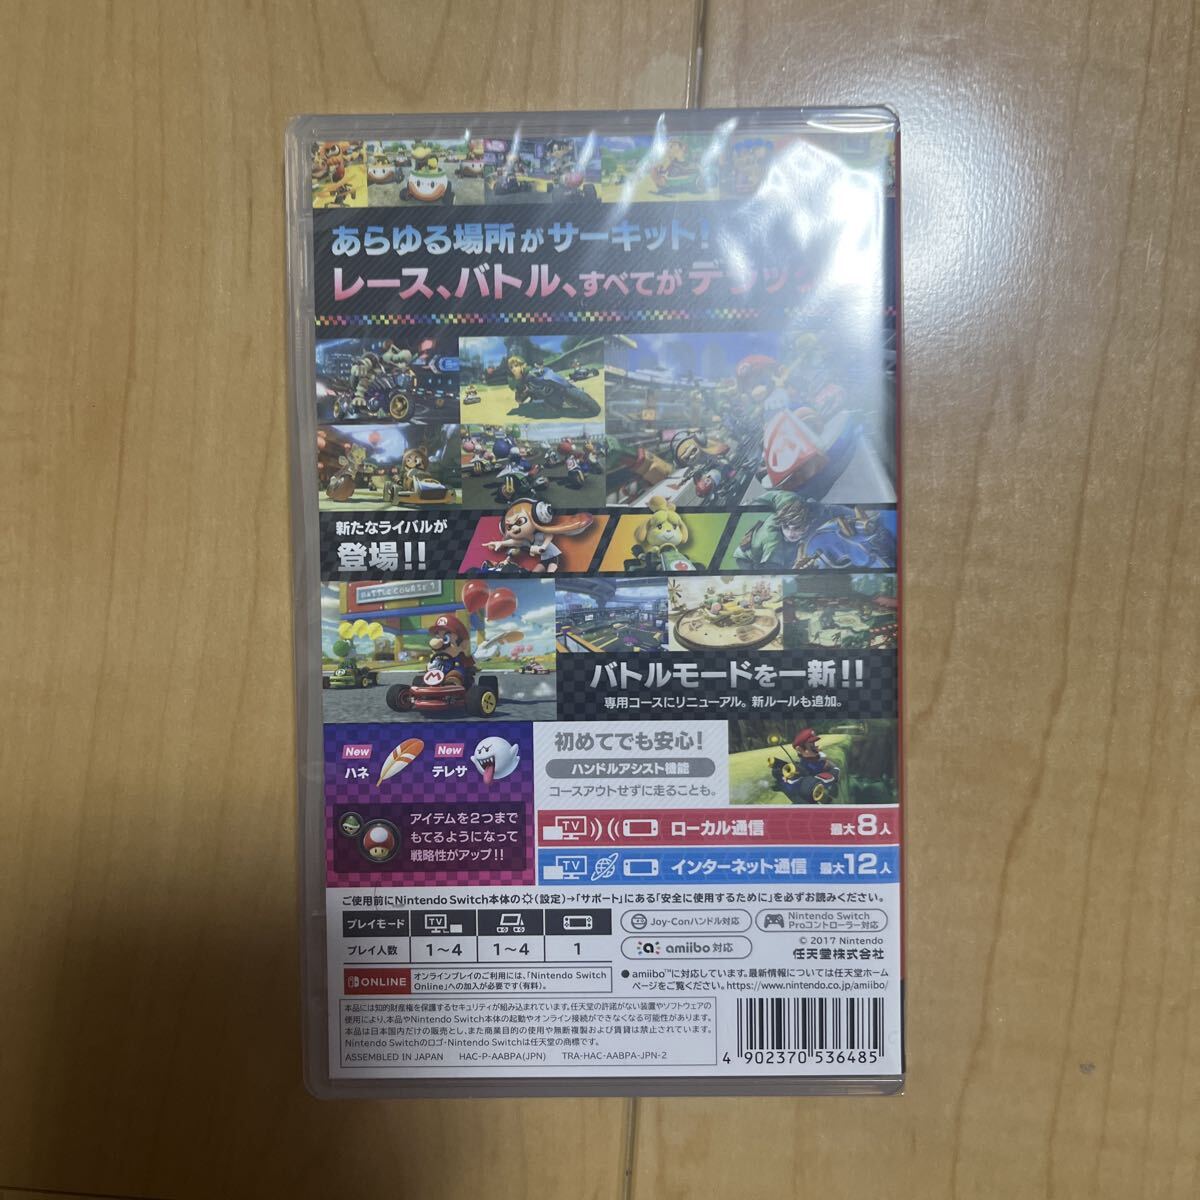 あらゆる場所がサーキット!
レース、バトル、すべてがデラックス
新たなライバルが
登場!!
BATTLE COURSE 1
バトルモードを一新!!
専用コースにリニューアル。新ルールも追加。
New
ハネ
New
テレサ
アイテムを2つまで
もてるようになって
戦略性がアップ!!
初めてでも安心!
ハンドルアシスト機能
コースアウトせずに走ることも。
TV
ローカル通信 最大8人
TV
インターネット通信 最大12人
ご使用前にNintendo Switch本体の(設定)→「サポート」にある「安全に使用するために」を必ずお読みください。
プレイモード TV
プレイ人数 1~4 1~4 1
Joy-Conハンドル対応
Nintendo Switch
Proコントローラー対応
amiibo 対応
© 2017 Nintendo
任天堂株式会社
ONLINE
オンラインプレイのご利用には、「Nintendo Switch
Online」への加入が必要です(有料)。
●amiibo™に対応しています。最新情報については任天堂ホーム
ページをご覧ください。https://www.nintendo.co.jp/amiibo/
本品には知的財産権を保護するセキュリティが組み込まれています。任天堂の許諾がない装置やソフトウェアの
使用により、本品やNintendo Switch本体の起動やオンライン接続ができなくなる可能性があります。
本品は日本国内だけの販売とし、また商業目的の使用や無断複製および賃貸は禁止されています。
Nintendo Switchのロゴ・Nintendo Switchは任天堂の商標です。
ASSEMBLED IN JAPAN HAC-P-AABPA(JPN) TRA-HAC-AABPA-JPN-2
4 902370 536485